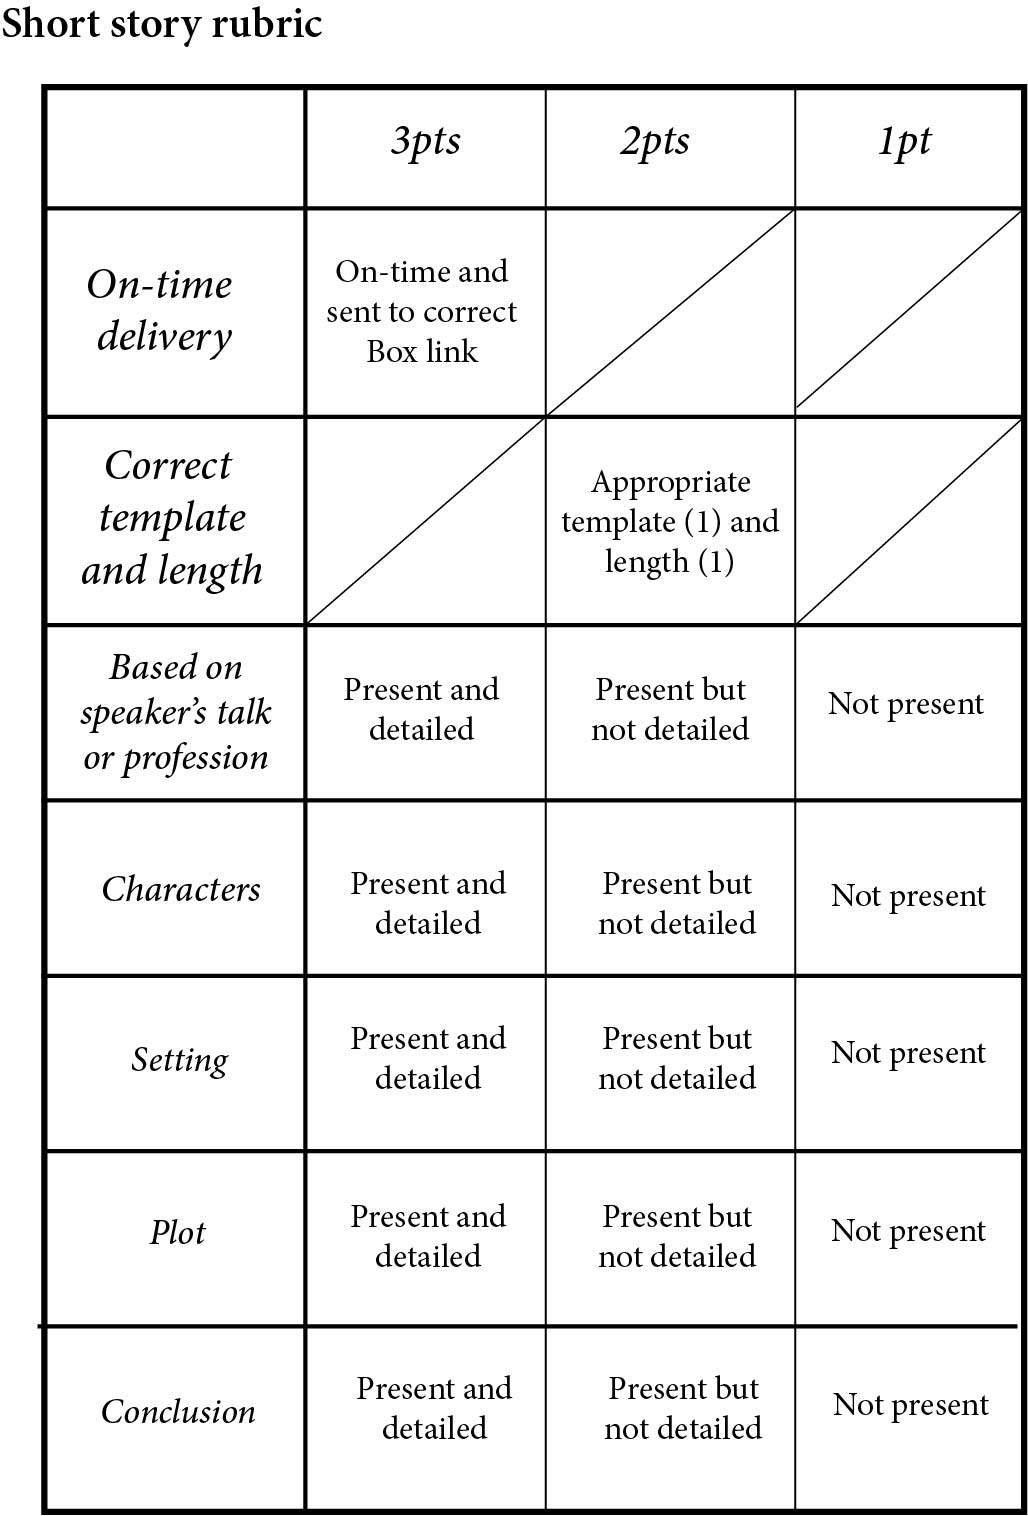 Short story rubric
3pts
2pts
1pt
On-time
delivery
On-time and
sent to correct
Box link
Correct
template
and length
Appropriate
template (1) and
length (1)
Based on
speaker’s talk
or profession
Present and
detailed
Present but
not detailed
Not present
Characters
Present and
detailed
Present but
not detailed
Not present
Setting
Present and
detailed
Present but
not detailed
Not present
Plot
Present and
detailed
Present but
not detailed
Not present
Conclusion
Present and
detailed
Present but
not detailed
Not present